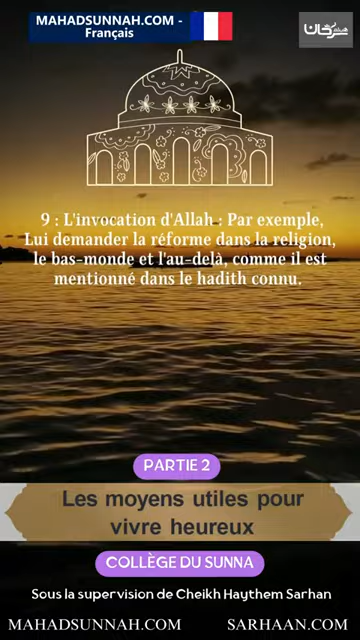 MAHADSUNNAH.COM -
Français
سرحان
9 : L'invocation d'Allah : Par exemple,
Lui demander la réforme dans la religion,
le bas-monde et l'au-delà, comme il est
mentionné dans le hadith connu.
PARTIE 2
Les moyens utiles pour
vivre heureux
COLLÈGE DU SUNNA
Sous la supervision de Cheikh Haythem Sarhan
MAHADSUNNAH.COM SARHAAN.COM